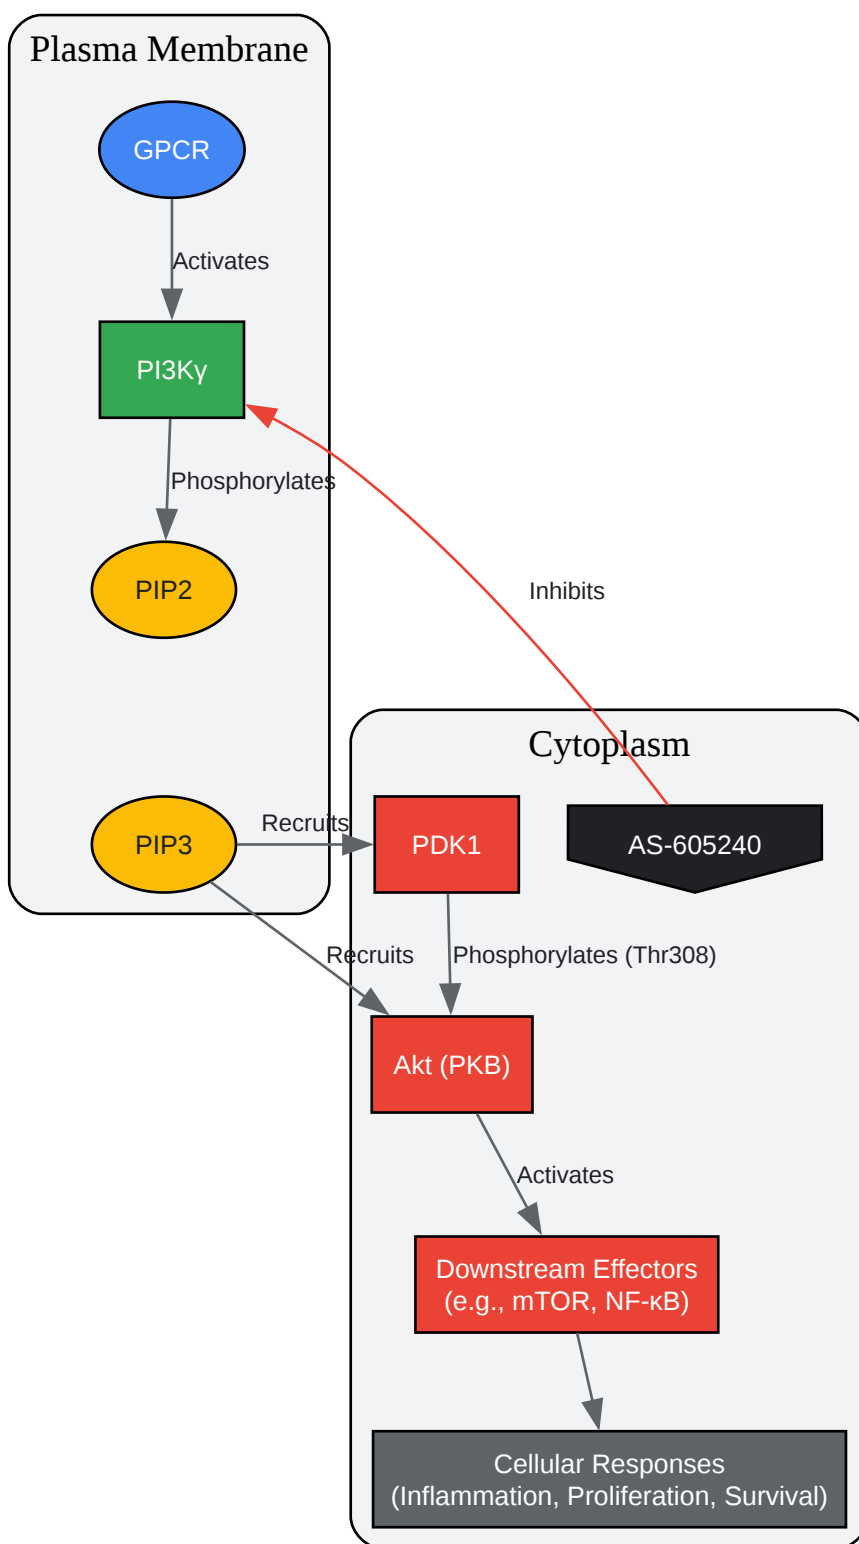 Plasma Membrane
GPCR
Activates
PI3Kγ
Phosphorylates
PIP2
Inhibits
Cytoplasm
PIP3
Recruits
PDK1
AS-605240
Recruits
Phosphorylates (Thr308)
Akt (PKB)
Activates
Downstream Effectors
(e.g., mTOR, NF-κB)
Cellular Responses
(Inflammation, Proliferation, Survival)